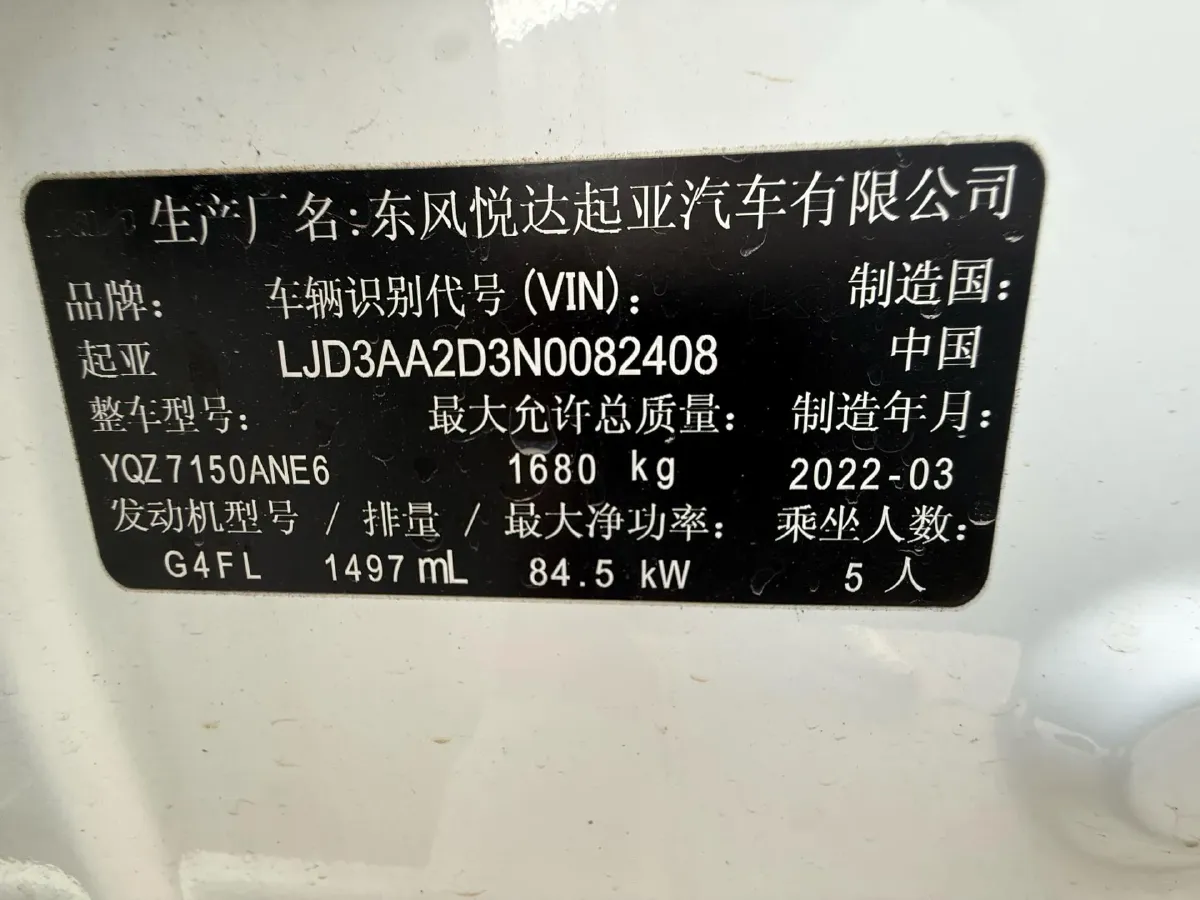 生产厂名:东风悦达起亚汽车有限公司
品牌: 车辆识别代号(VIN): 制造国:
起亚 LJD3AA2D3N0082408 中国
整车型号: 最大允许总质量: 制造年月:
YQZ7150ANE6 1680 kg 2022-03
发动机型号 / 排量 / 最大净功率: 乘坐人数:
G4FL 1497 mL 84.5 kW 5 人